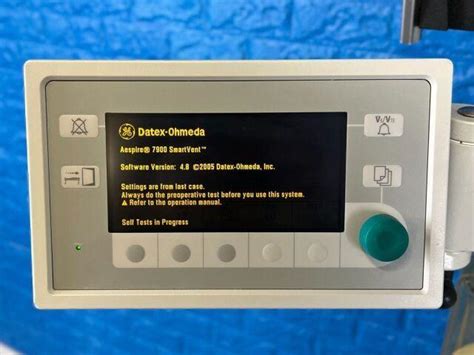 GE Datex-Ohmeda
Aespire® 7900 SmartVent™
Software Version: 4.8 ©2005 Datex-Ohmeda, Inc.
Settings are from last case.
Always do the preoperative test before you use this system.
⚠ Refer to the operation manual.
Self Tests in Progress